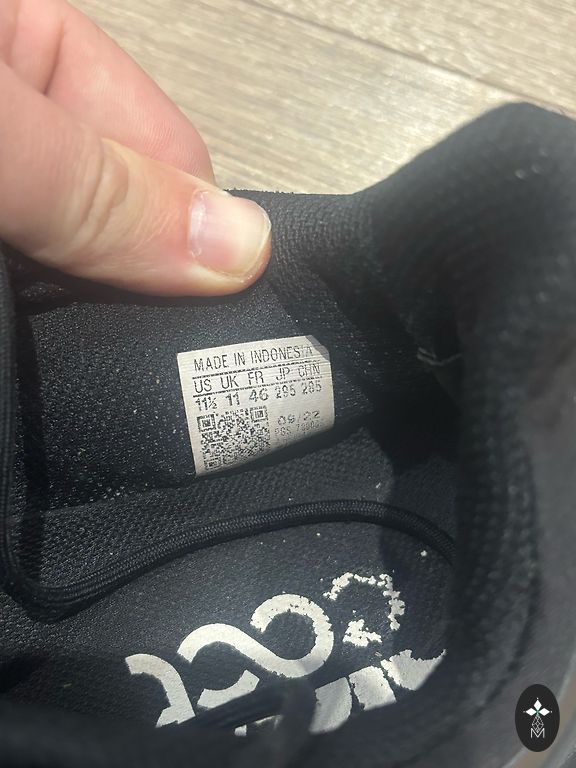 MADE IN INDONESIA
US UK FR JP CHN
11½ 11 46 295 285
09/22
M